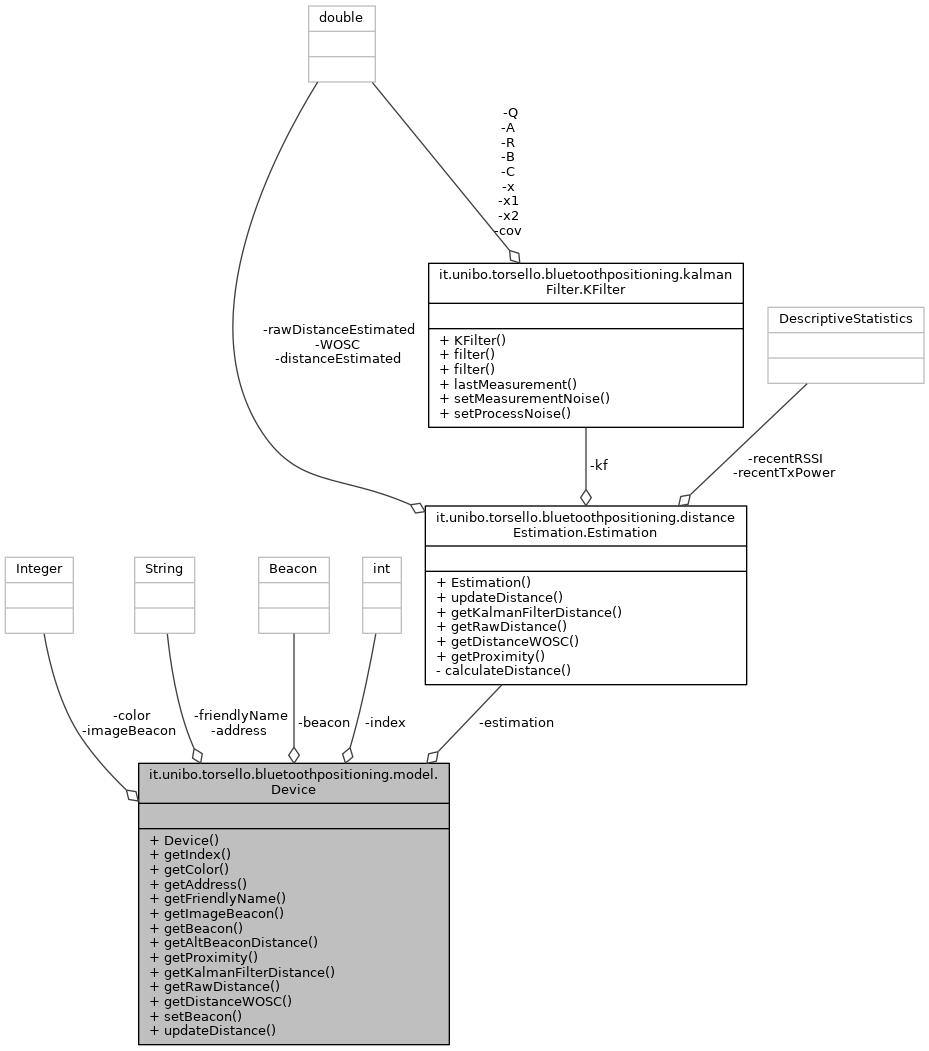 double
-Q
-A
-R
-B
-C
-x
-x1
-x2
-cov
it.unibo.torsello.bluetoothpositioning.kalman
Filter.KFilter
+ KFilter()
+ filter()
+ filter()
+ lastMeasurement()
+ setMeasurementNoise()
+ setProcessNoise()
DescriptiveStatistics
-rawDistanceEstimated
-WOSC
-distanceEstimated
-kf
-recentRSSI
-recentTxPower
it.unibo.torsello.bluetoothpositioning.distance
Estimation.Estimation
+ Estimation()
+ updateDistance()
+ getKalmanFilterDistance()
+ getRawDistance()
+ getDistanceWOSC()
+ getProximity()
- calculateDistance()
Integer
String
Beacon
int
-color
-imageBeacon
-friendlyName
-address
-beacon
-index
-estimation
it.unibo.torsello.bluetoothpositioning.model.
Device
+ Device()
+ getIndex()
+ getColor()
+ getAddress()
+ getFriendlyName()
+ getImageBeacon()
+ getBeacon()
+ getAltBeaconDistance()
+ getProximity()
+ getKalmanFilterDistance()
+ getRawDistance()
+ getDistanceWOSC()
+ setBeacon()
+ updateDistance()